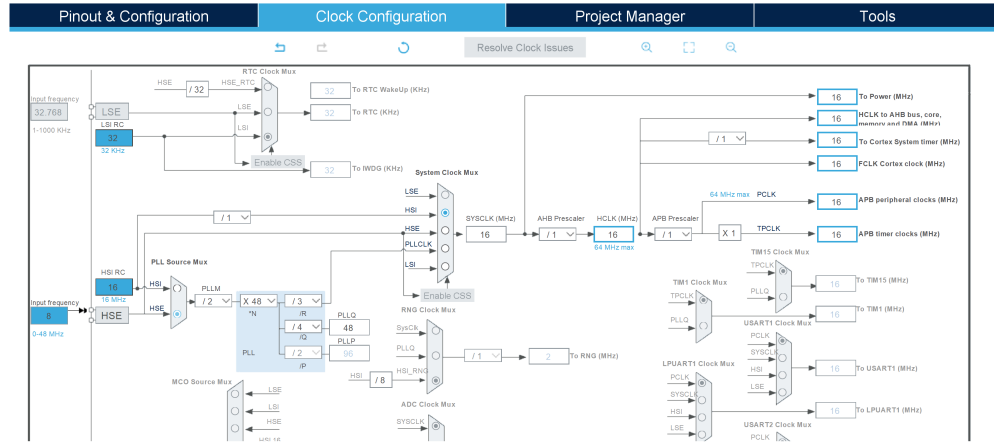 Pinout & Configuration
Clock Configuration
Project Manager
Tools
Resolve Clock Issues
RTC Clock Mux
HSE
/ 32
HSE_RTC
32
To RTC WakeUp (KHz)
Input frequency
32.768
1-1000 KHz
LSE
LSE
32
To RTC (KHz)
LSI RC
32
32 KHz
LSI
Enable CSS
32
To IWDG (KHz)
16
To Power (MHz)
16
HCLK to AHB bus, core,
memory and DMA (MHz)
/ 1
16
To Cortex System timer (MHz)
16
FCLK Cortex clock (MHz)
System Clock Mux
LSE
HSI
HSE
PLLCLK
LSI
/ 1
SYSCLK (MHz)
16
AHB Prescaler
/ 1
HCLK (MHz)
16
64 MHz max
APB Prescaler
/ 1
64 MHz max
PCLK
16
APB peripheral clocks (MHz)
X 1
TPCLK
16
APB timer clocks (MHz)
Enable CSS
PLL Source Mux
HSI RC
16
16 MHz
HSI
Input frequency
8
0-48 MHz
HSE
HSE
PLLM
/ 2
X 48
*N
/ 3
/R
/ 4
/Q
PLLQ
48
PLL
/ 2
/P
PLLP
96
RNG Clock Mux
SysClk
PLLQ
HSI
/ 8
HSI_RNG
/ 1
2
To RNG (MHz)
TIM15 Clock Mux
TPCLK
PLLQ
16
To TIM15 (MHz)
TIM1 Clock Mux
TPCLK
PLLQ
16
To TIM1 (MHz)
USART1 Clock Mux
PCLK
SYSCLK
HSI
LSE
16
To USART1 (MHz)
LPUART1 Clock Mux
PCLK
SYSCLK
HSI
LSE
16
To LPUART1 (MHz)
MCO Source Mux
LSE
LSI
HSE
HSI 16
ADC Clock Mux
SYSCLK
USART2 Clock Mux
PCLK